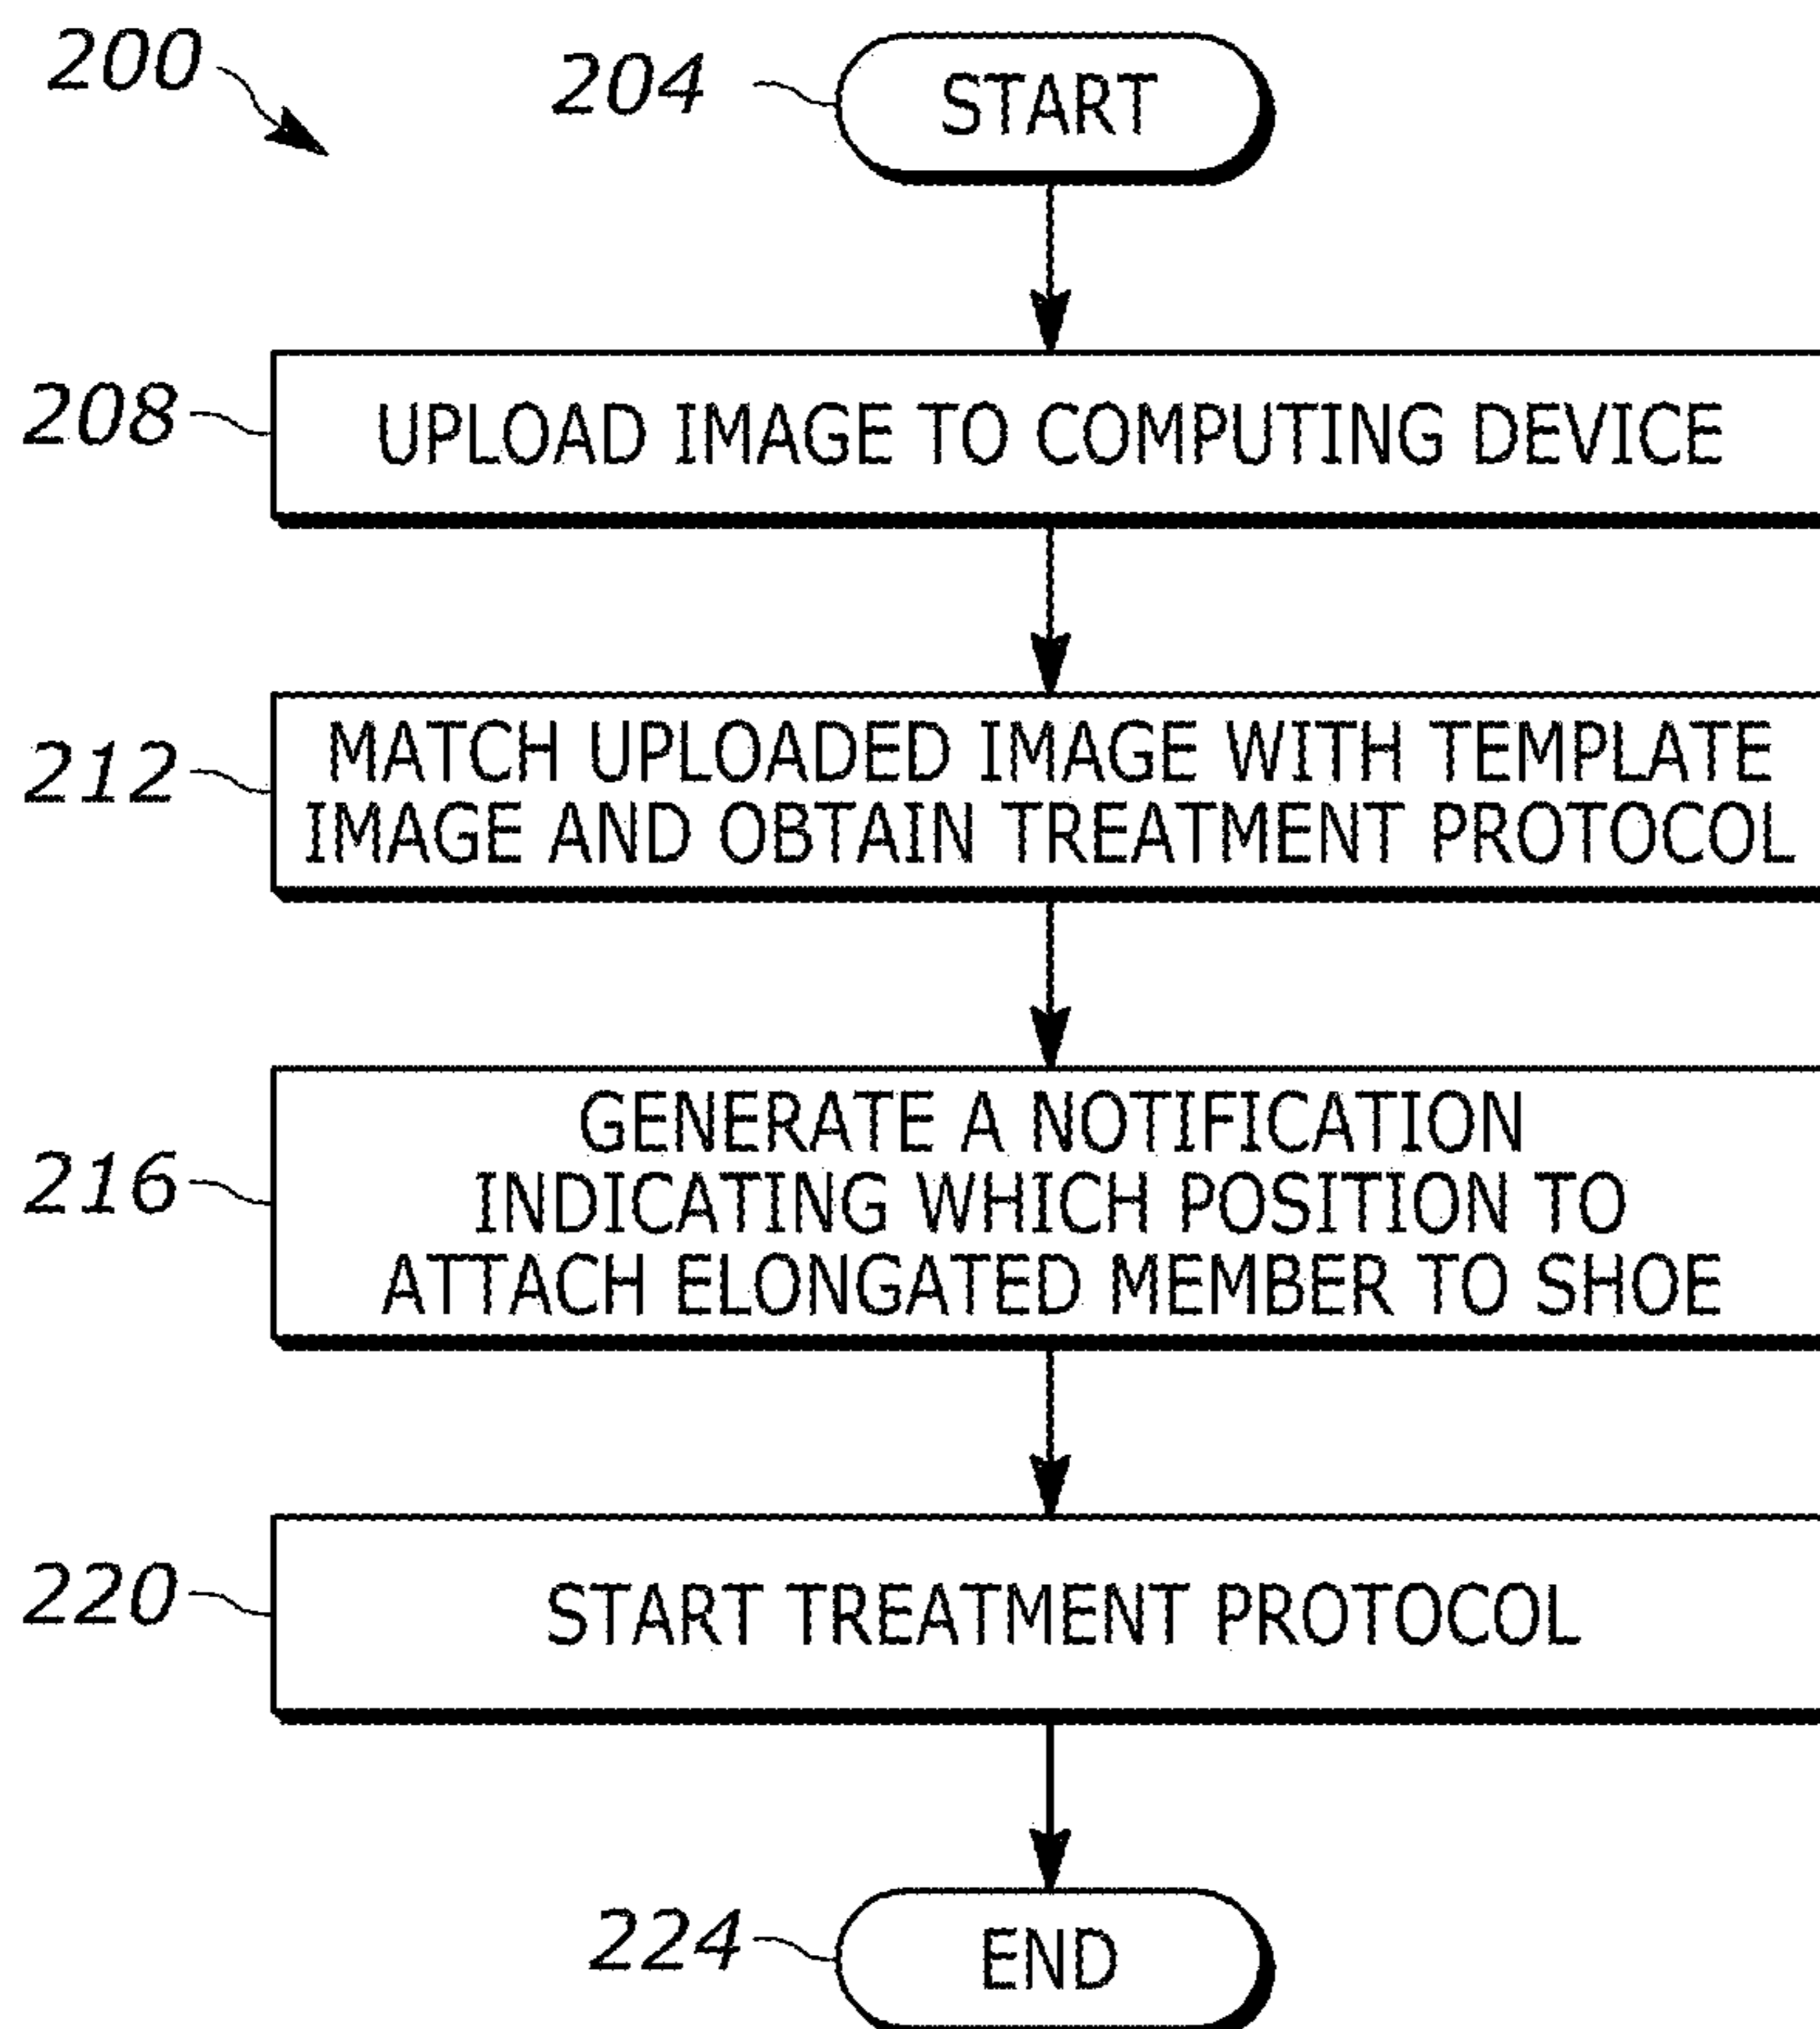 200
204
START
208
UPLOAD IMAGE TO COMPUTING DEVICE
212
MATCH UPLOADED IMAGE WITH TEMPLATE
IMAGE AND OBTAIN TREATMENT PROTOCOL
216
GENERATE A NOTIFICATION
INDICATING WHICH POSITION TO
ATTACH ELONGATED MEMBER TO SHOE
220
START TREATMENT PROTOCOL
224
END